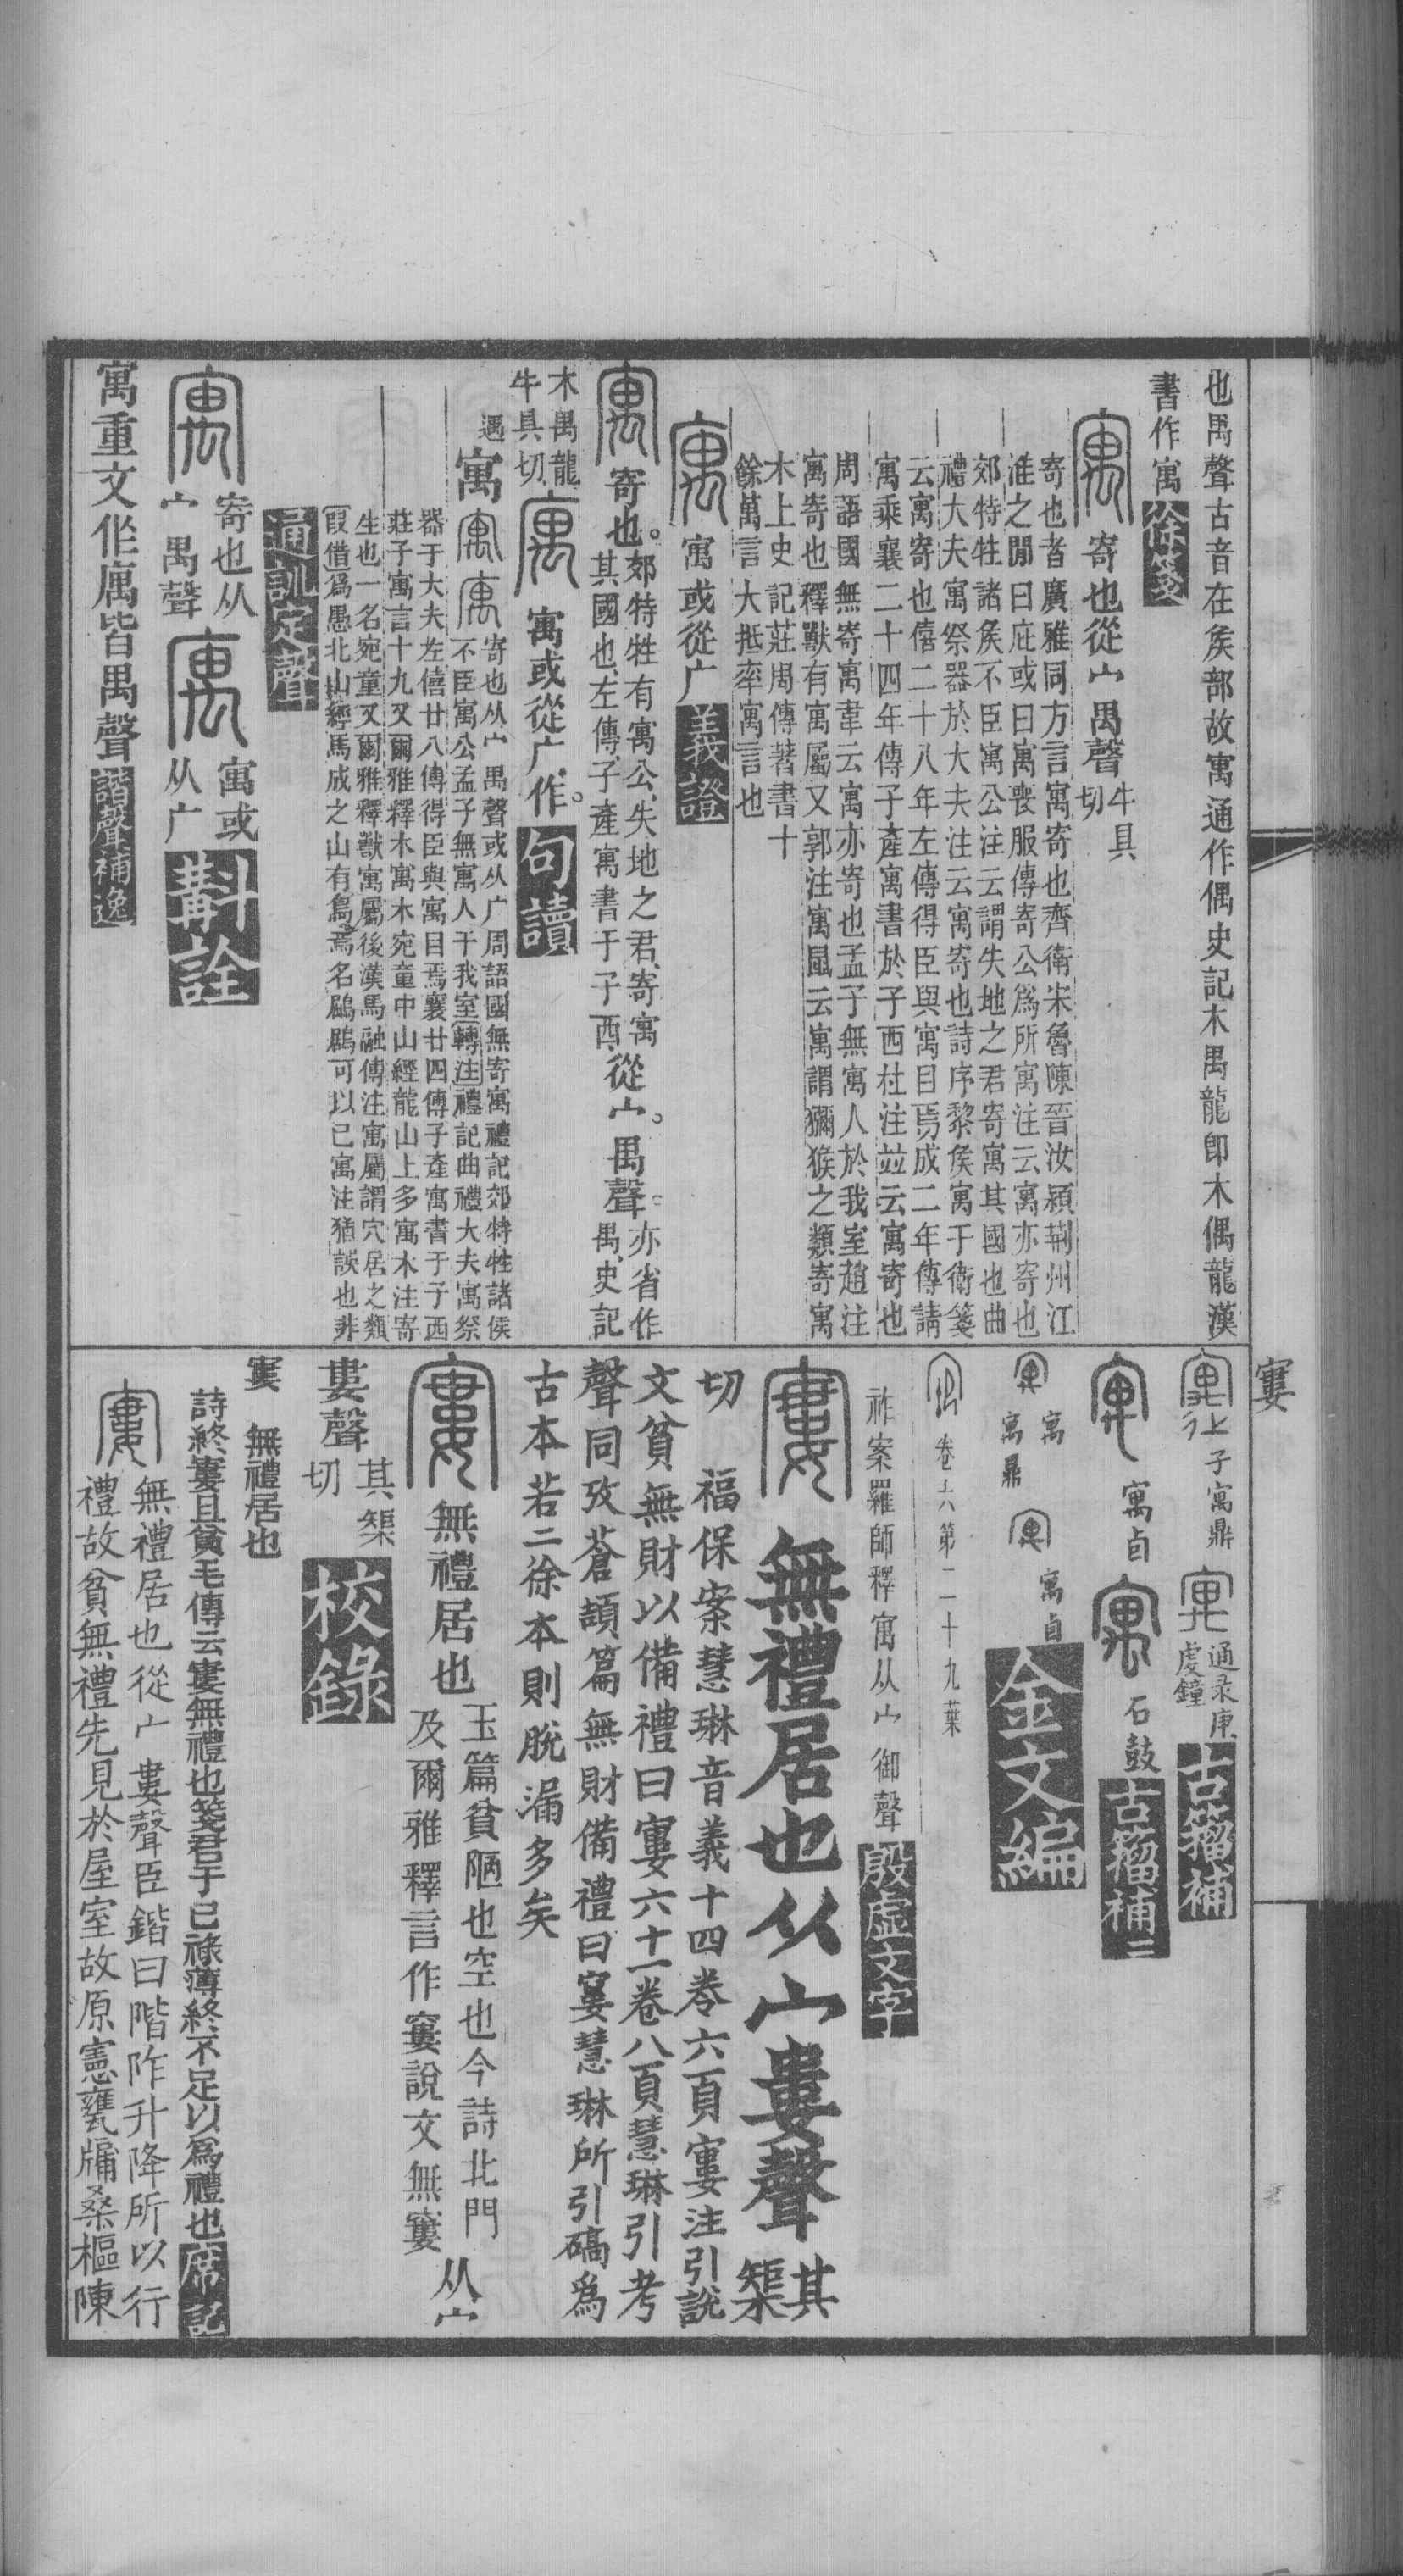 也禺聲古音在矦部故寓通作偶史記木禺龍即木偶龍漢
書作寓徐箋
寄也從宀禺聲牛具切
寄也者廣雅同方言寓寄也齊衛宋魯陳晉汝潁荆州江
淮之閒曰庇或曰寓喪服傳寄公爲所寓注云寓亦寄也
郊特牲諸矦不臣寓公注云謂失地之君寄寓其國也曲
禮大夫寓祭器於大夫注云寓寄也詩序黎矦寓于衛箋
云寓寄也僖二十八年左傳得臣與寓目焉成二年傳請
寓乘襄二十四年傳子產寓書於子西杜注竝云寓寄也
周語國無寄寓韋云寓亦寄也孟子無寓人於我室趙注
寓寄也釋獸有寓屬又郭注寓鼠云寓謂獮猴之類寄寓
木上史記莊周傳著書十
餘萬言大抵率寓言也
寓或從广義證
寄也。郊特牲有寓公、失地之君、寄寓
其國也、左傳、子產寓書于子西、從宀。禺聲亦省作
禺、史記
木禺龍
牛具切
寓或從广作。句讀
遇
寓寄也从宀禺聲或从广周語國無寄寓禮記郊特牲諸侯
不臣寓公孟子無寓人于我室轉注禮記曲禮大夫寓祭
器于大夫左僖廿八傳得臣與寓目焉襄廿四傳子產寓書于子西
莊子寓言十九又爾雅釋木寓木宛童中山經龍山上多寓木注寄
生也一名宛童又爾雅釋獸寓屬後漢馬融傳注寓屬謂穴居之類
叚借爲愚北山經馬成之山有鳥焉名鶌鶋可以已寓注猶誤也非
通訓定聲
寄也从
宀禺聲
寓或
从广斠詮
寓重文作庽皆禺聲諧聲補逸
寠
子寓鼎
通彔康
虔鐘古籀補
寓卣
石鼓古籀補二
寓
寓鼎
寓卣金文編
卷六第二十九葉
祚案羅師釋寓从宀御聲殷虛文字
無禮居也从宀婁聲其榘
切
福保案慧琳音義十四卷六頁寠注引說
文貧無財以備禮曰寠六十一卷八頁慧琳引考
聲同攷蒼頡篇無財備禮曰寠慧琳所引碻爲
古本若二徐本則脫漏多矣
無禮居也玉篇貧陋也空也今詩北門
及爾雅釋言作窶說文無窶从宀
婁聲其榘
切校錄
寠無禮居也
詩終寠且貧毛傳云寠無禮也箋君于已祿薄終不足以爲禮也席記
無禮居也從宀婁聲臣鍇曰階阼升降所以行
禮故貧無禮先見於屋室故原憲甕牖桑樞陳